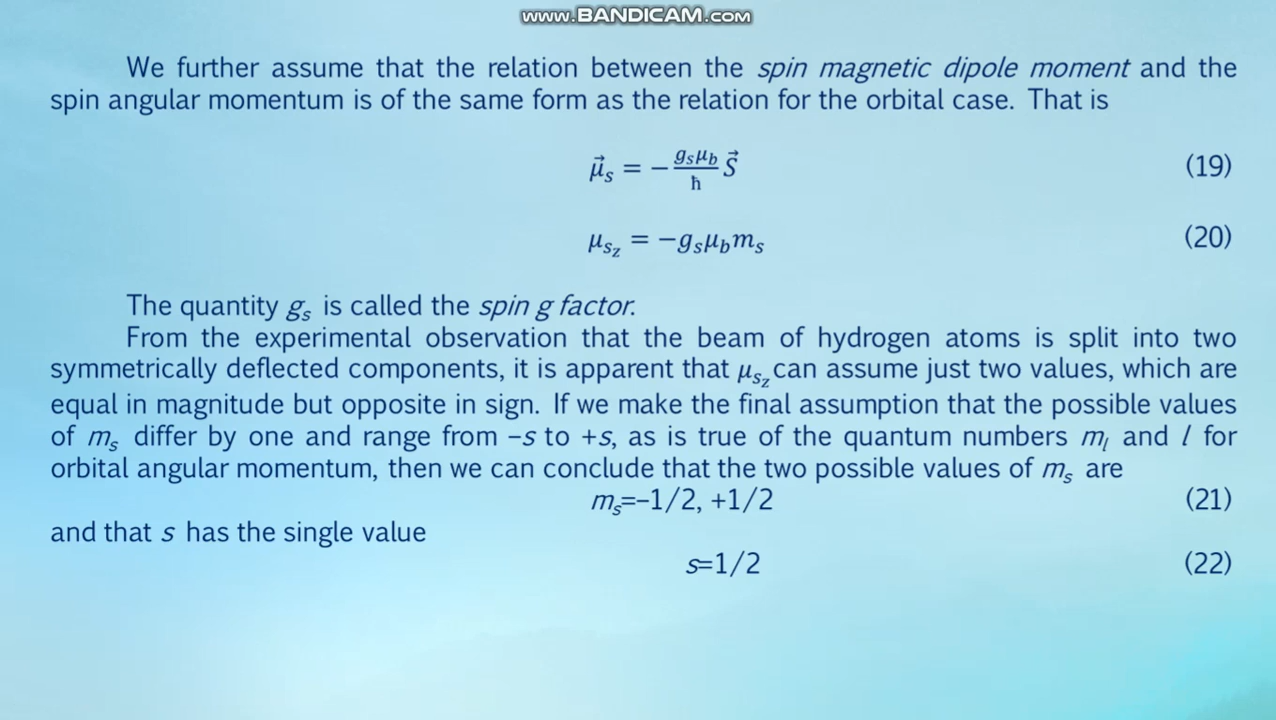 www.BANDICAM.com
We further assume that the relation between the spin magnetic dipole moment and the
spin angular momentum is of the same form as the relation for the orbital case. That is
μ⃗ₛ = −(gₛμ_b/ħ) S⃗ (19)
μ_{s_z} = −gₛμ_b mₛ (20)
The quantity gₛ is called the spin g factor.
From the experimental observation that the beam of hydrogen atoms is split into two
symmetrically deflected components, it is apparent that μ_{s_z} can assume just two values, which are
equal in magnitude but opposite in sign. If we make the final assumption that the possible values
of mₛ differ by one and range from –s to +s, as is true of the quantum numbers m_l and l for
orbital angular momentum, then we can conclude that the two possible values of mₛ are
mₛ=–1/2, +1/2 (21)
and that s has the single value
s=1/2 (22)